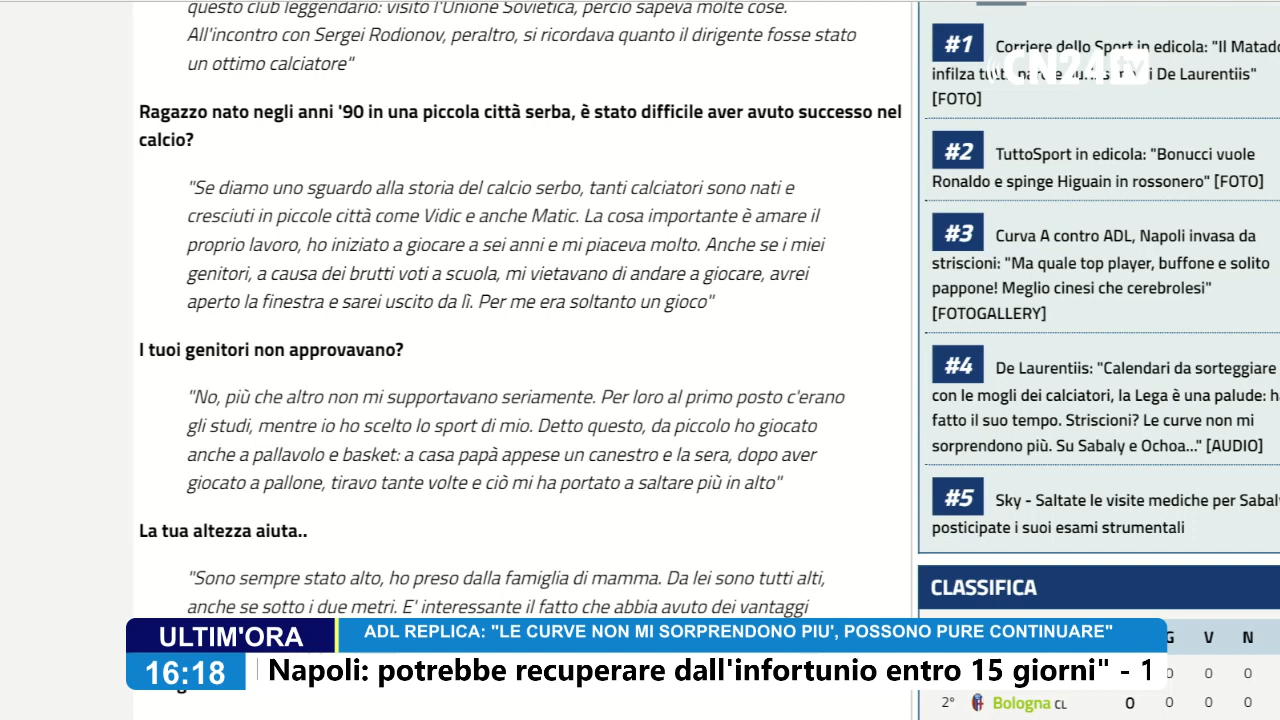 questo club leggendario: visitò l'Unione Sovietica, perciò sapeva molte cose.
All'incontro con Sergei Rodionov, peraltro, si ricordava quanto il dirigente fosse stato
un ottimo calciatore"
Ragazzo nato negli anni '90 in una piccola città serba, è stato difficile aver avuto successo nel
calcio?
"Se diamo uno sguardo alla storia del calcio serbo, tanti calciatori sono nati e
cresciuti in piccole città come Vidic e anche Matic. La cosa importante è amare il
proprio lavoro, ho iniziato a giocare a sei anni e mi piaceva molto. Anche se i miei
genitori, a causa dei brutti voti a scuola, mi vietavano di andare a giocare, avrei
aperto la finestra e sarei uscito da lì. Per me era soltanto un gioco"
I tuoi genitori non approvavano?
"No, più che altro non mi supportavano seriamente. Per loro al primo posto c'erano
gli studi, mentre io ho scelto lo sport di mio. Detto questo, da piccolo ho giocato
anche a pallavolo e basket: a casa papà appese un canestro e la sera, dopo aver
giocato a pallone, tiravo tante volte e ciò mi ha portato a saltare più in alto"
La tua altezza aiuta..
"Sono sempre stato alto, ho preso dalla famiglia di mamma. Da lei sono tutti alti,
anche se sotto i due metri. E' interessante il fatto che abbia avuto dei vantaggi
#1 Corriere dello Sport in edicola: "Il Matado
infilza De Laurentiis"
[FOTO]
CN24 tv
#2 TuttoSport in edicola: "Bonucci vuole
Ronaldo e spinge Higuain in rossonero" [FOTO]
#3 Curva A contro ADL, Napoli invasa da
striscioni: "Ma quale top player, buffone e solito
pappone! Meglio cinesi che cerebrolesi"
[FOTOGALLERY]
#4 De Laurentiis: "Calendari da sorteggiare
con le mogli dei calciatori, la Lega è una palude: h
fatto il suo tempo. Striscioni? Le curve non mi
sorprendono più. Su Sabaly e Ochoa..." [AUDIO]
#5 Sky - Saltate le visite mediche per Sabal
posticipate i suoi esami strumentali
CLASSIFICA
G V N
0 0 0
2° Bologna CL 0 0 0 0
ULTIM'ORA
ADL REPLICA: "LE CURVE NON MI SORPRENDONO PIU', POSSONO PURE CONTINUARE"
16:18
Napoli: potrebbe recuperare dall'infortunio entro 15 giorni" - 1